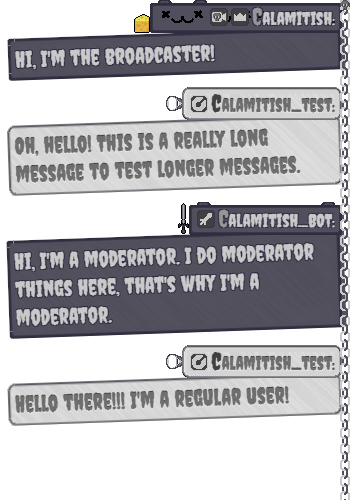 CALAMITISH:
HI, I'M THE BROADCASTER!
CALAMITISH_TEST:
OH, HELLO! THIS IS A REALLY LONG
MESSAGE TO TEST LONGER MESSAGES.
CALAMITISH_BOT:
HI, I'M A MODERATOR. I DO MODERATOR
THINGS HERE, THAT'S WHY I'M A
MODERATOR.
CALAMITISH_TEST:
HELLO THERE!!! I'M A REGULAR USER!